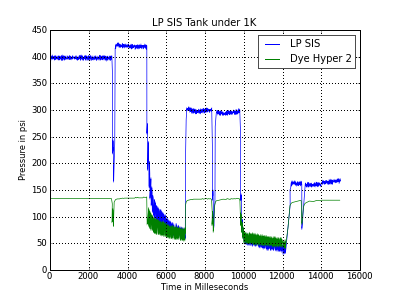 LP SIS Tank under 1K
LP SIS
Dye Hyper 2
Pressure in psi
450
400
350
300
250
200
150
100
50
0
0 2000 4000 6000 8000 10000 12000 14000 16000
Time in Milleseconds